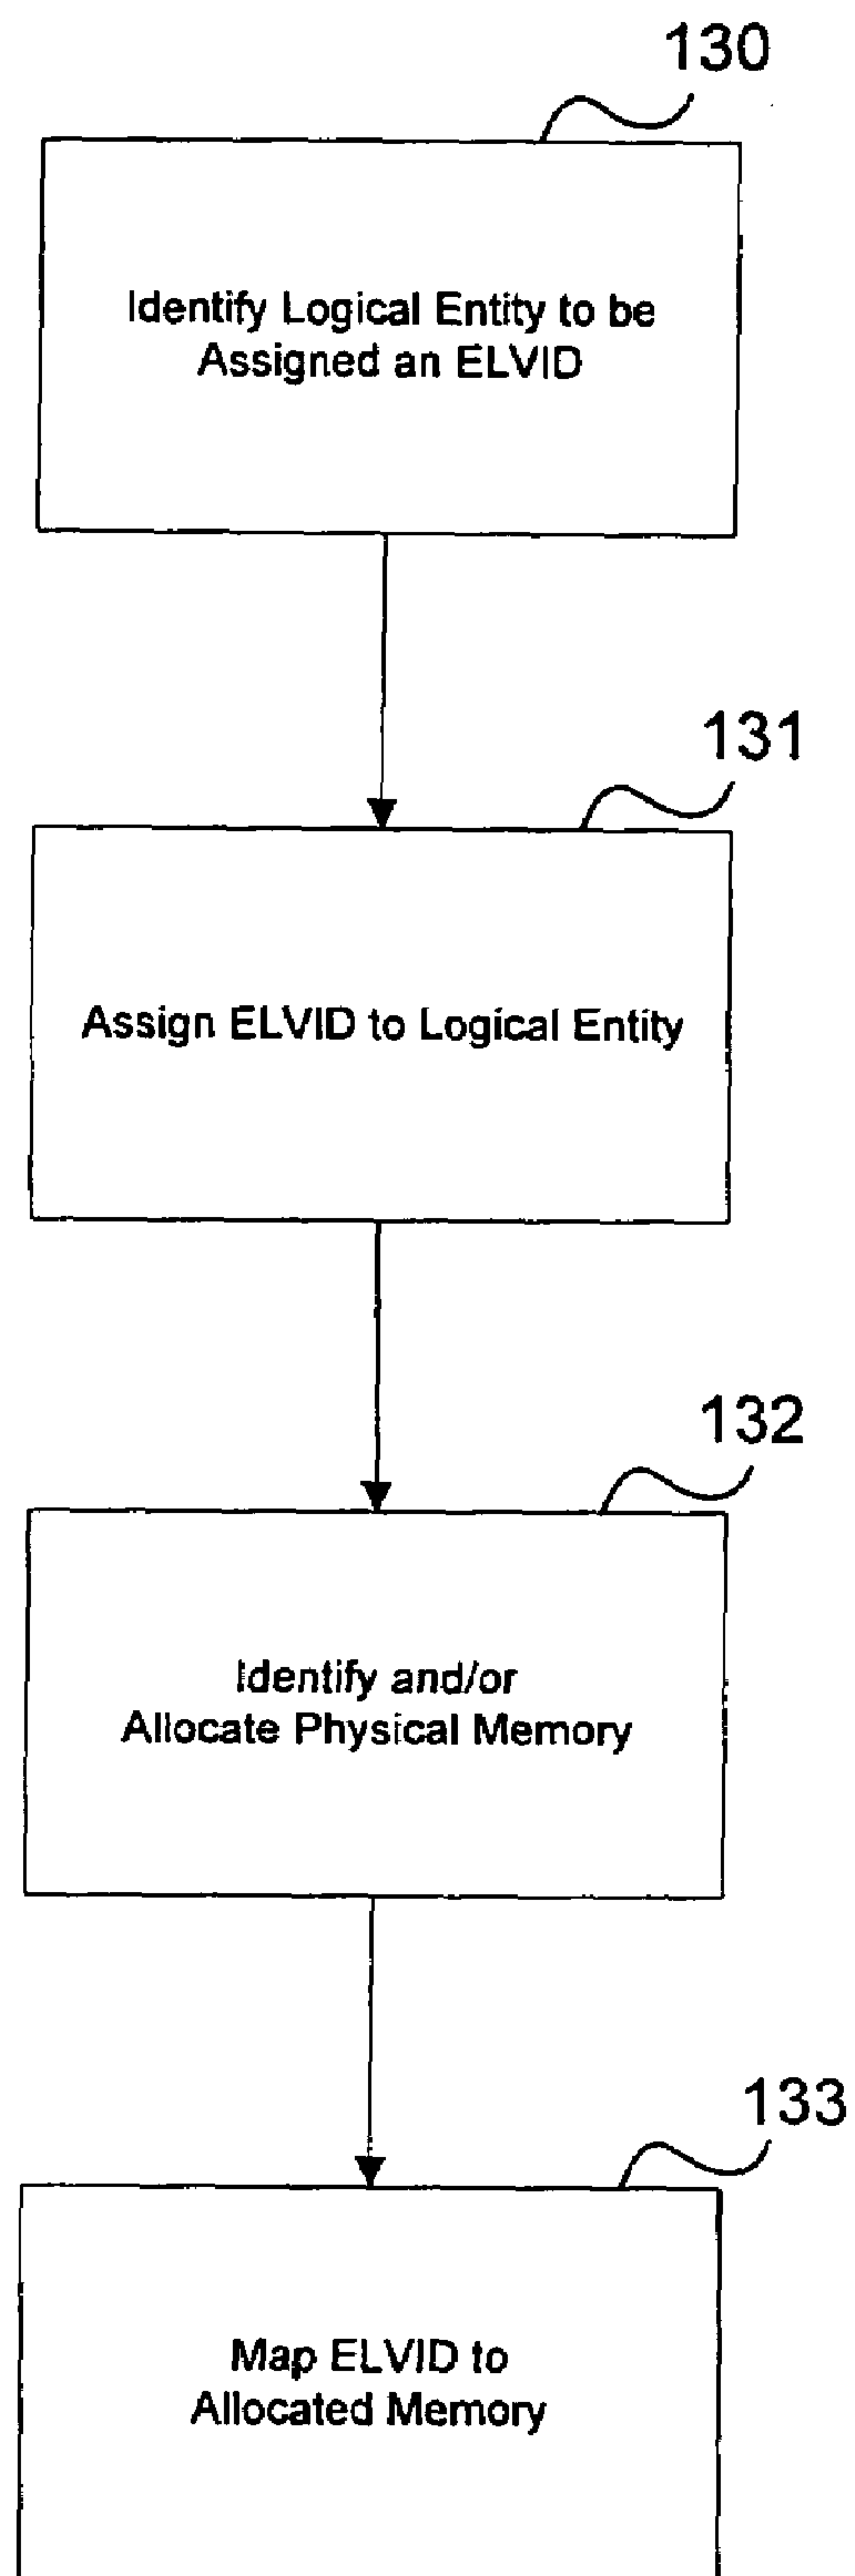 130
Identify Logical Entity to be
Assigned an ELVID
131
Assign ELVID to Logical Entity
132
Identify and/or
Allocate Physical Memory
133
Map ELVID to
Allocated Memory